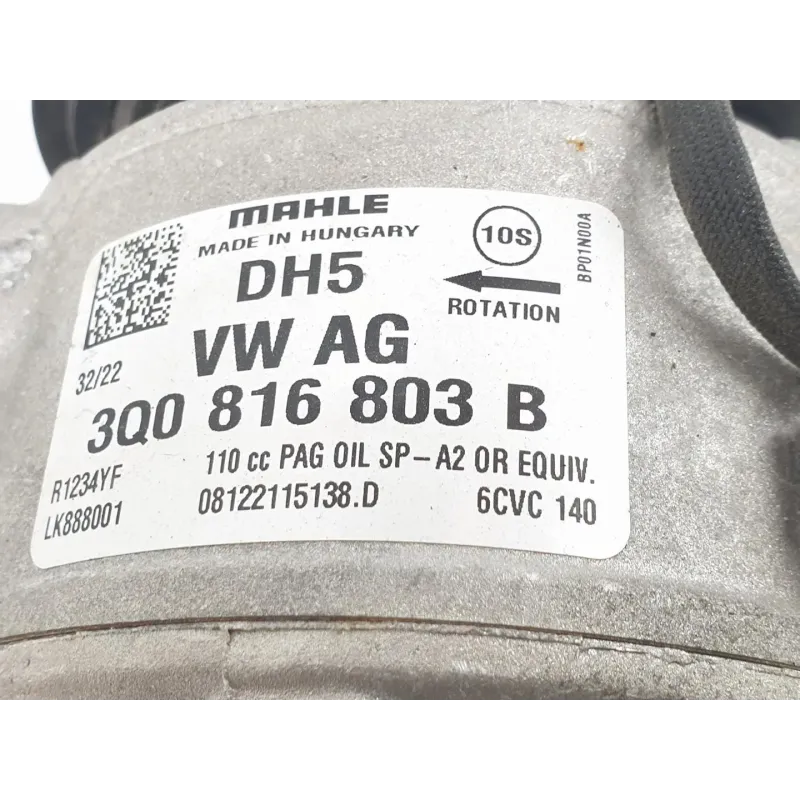 MAHLE
MADE IN HUNGARY
10S
BP01N00A
DH5
ROTATION
VW AG
32/22
3Q0 816 803 B
R1234YF
110 cc PAG OIL SP-A2 OR EQUIV.
LK888001
08122115138.D
6CVC 140